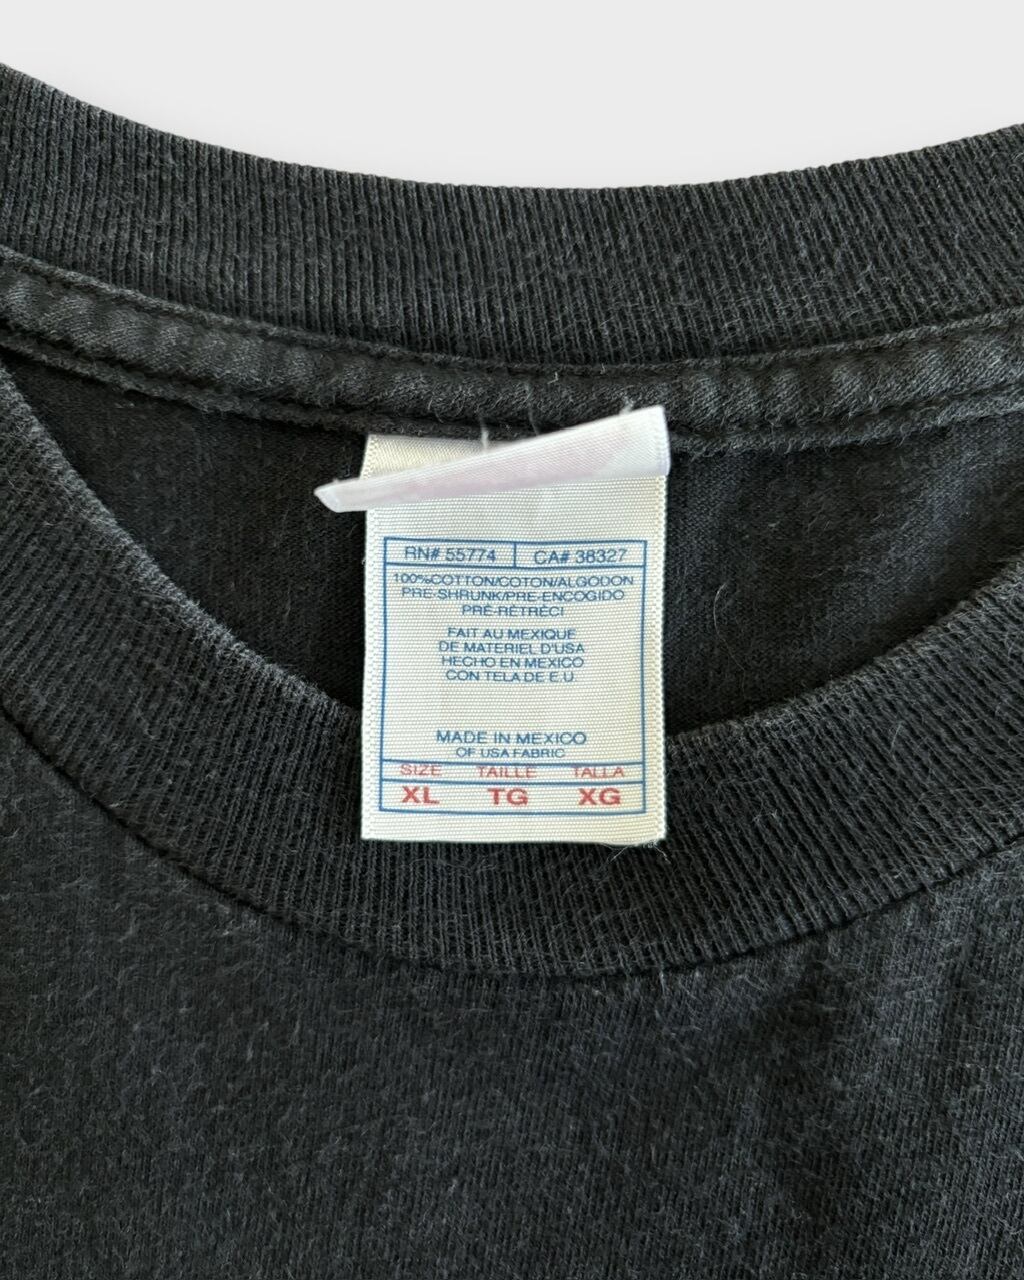 RN# 55774 CA# 38327
100%COTTON/COTON/ALGODON
PRE-SHRUNK/PRE-ENCOGIDO
PRÉ-RÉTRÉCI
FAIT AU MEXIQUE
DE MATERIEL D'USA
HECHO EN MEXICO
CON TELA DE E.U.
MADE IN MEXICO
OF USA FABRIC
SIZE TAILLE TALLA
XL TG XG